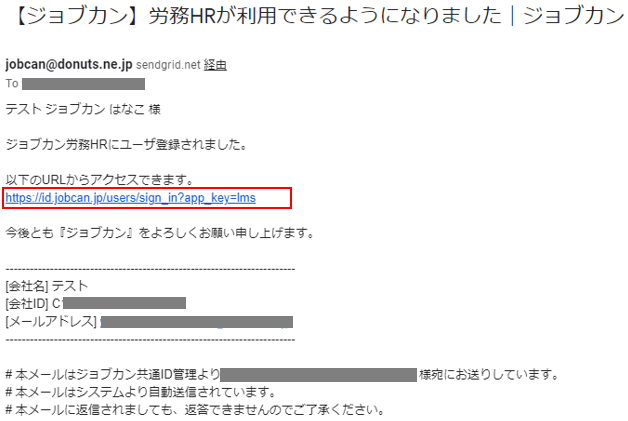 【ジョブカン】労務HRが利用できるようになりました｜ジョブカン
jobcan@donuts.ne.jp sendgrid.net 経由
To
テスト ジョブカン はなこ 様
ジョブカン労務HRにユーザ登録されました。
以下のURLからアクセスできます。
https://id.jobcan.jp/users/sign_in?app_key=lms
今後とも『ジョブカン』をよろしくお願い申し上げます。
------------------------------------------------------------------------
[会社名] テスト
[会社ID] C
[メールアドレス]
------------------------------------------------------------------------
# 本メールはジョブカン共通ID管理より 様宛にお送りしています。
# 本メールはシステムより自動送信されています。
# 本メールに返信されましても、返答できませんのでご了承ください。